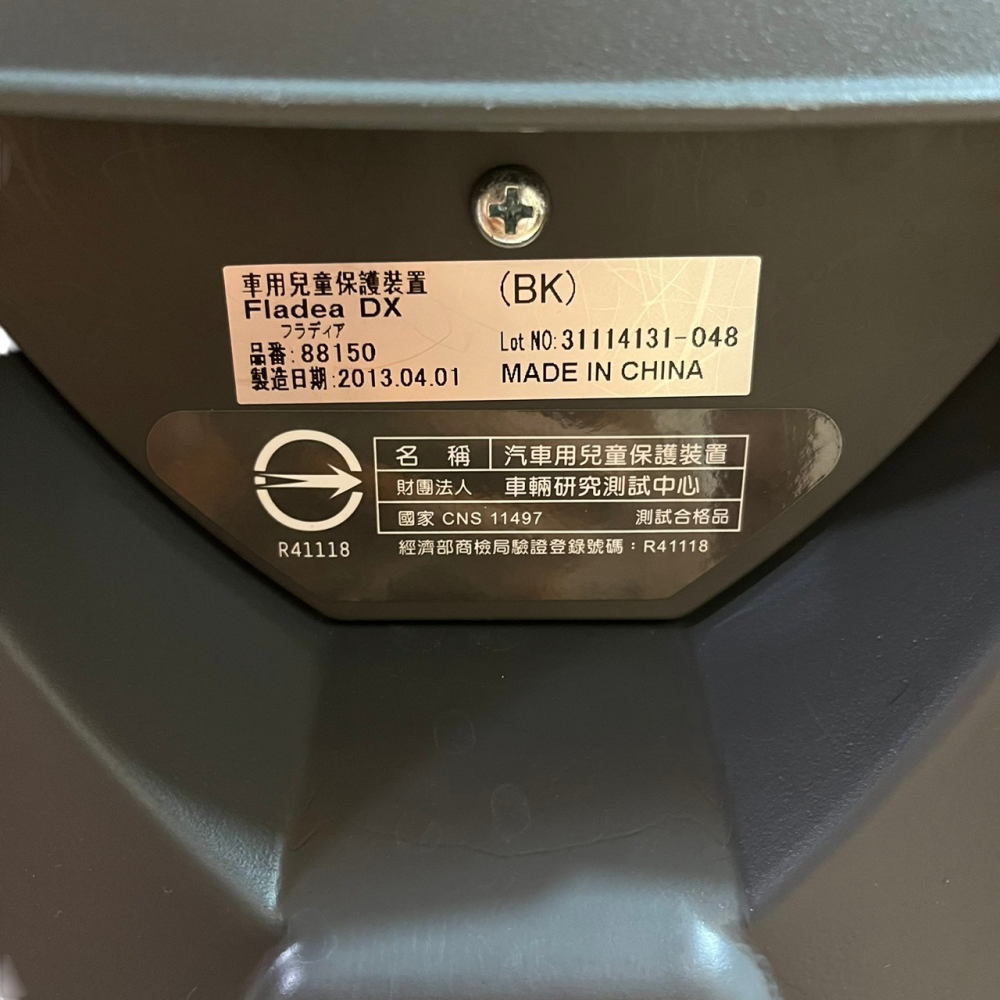 車用兒童保護裝置
(BK)
Fladea DX
フラディア
品番:88150
Lot NO:31114131-048
製造日期:2013.04.01
MADE IN CHINA
名稱 汽車用兒童保護裝置
財團法人 車輛研究測試中心
國家 CNS 11497 測試合格品
R41118
經濟部商檢局驗證登錄號碼：R41118